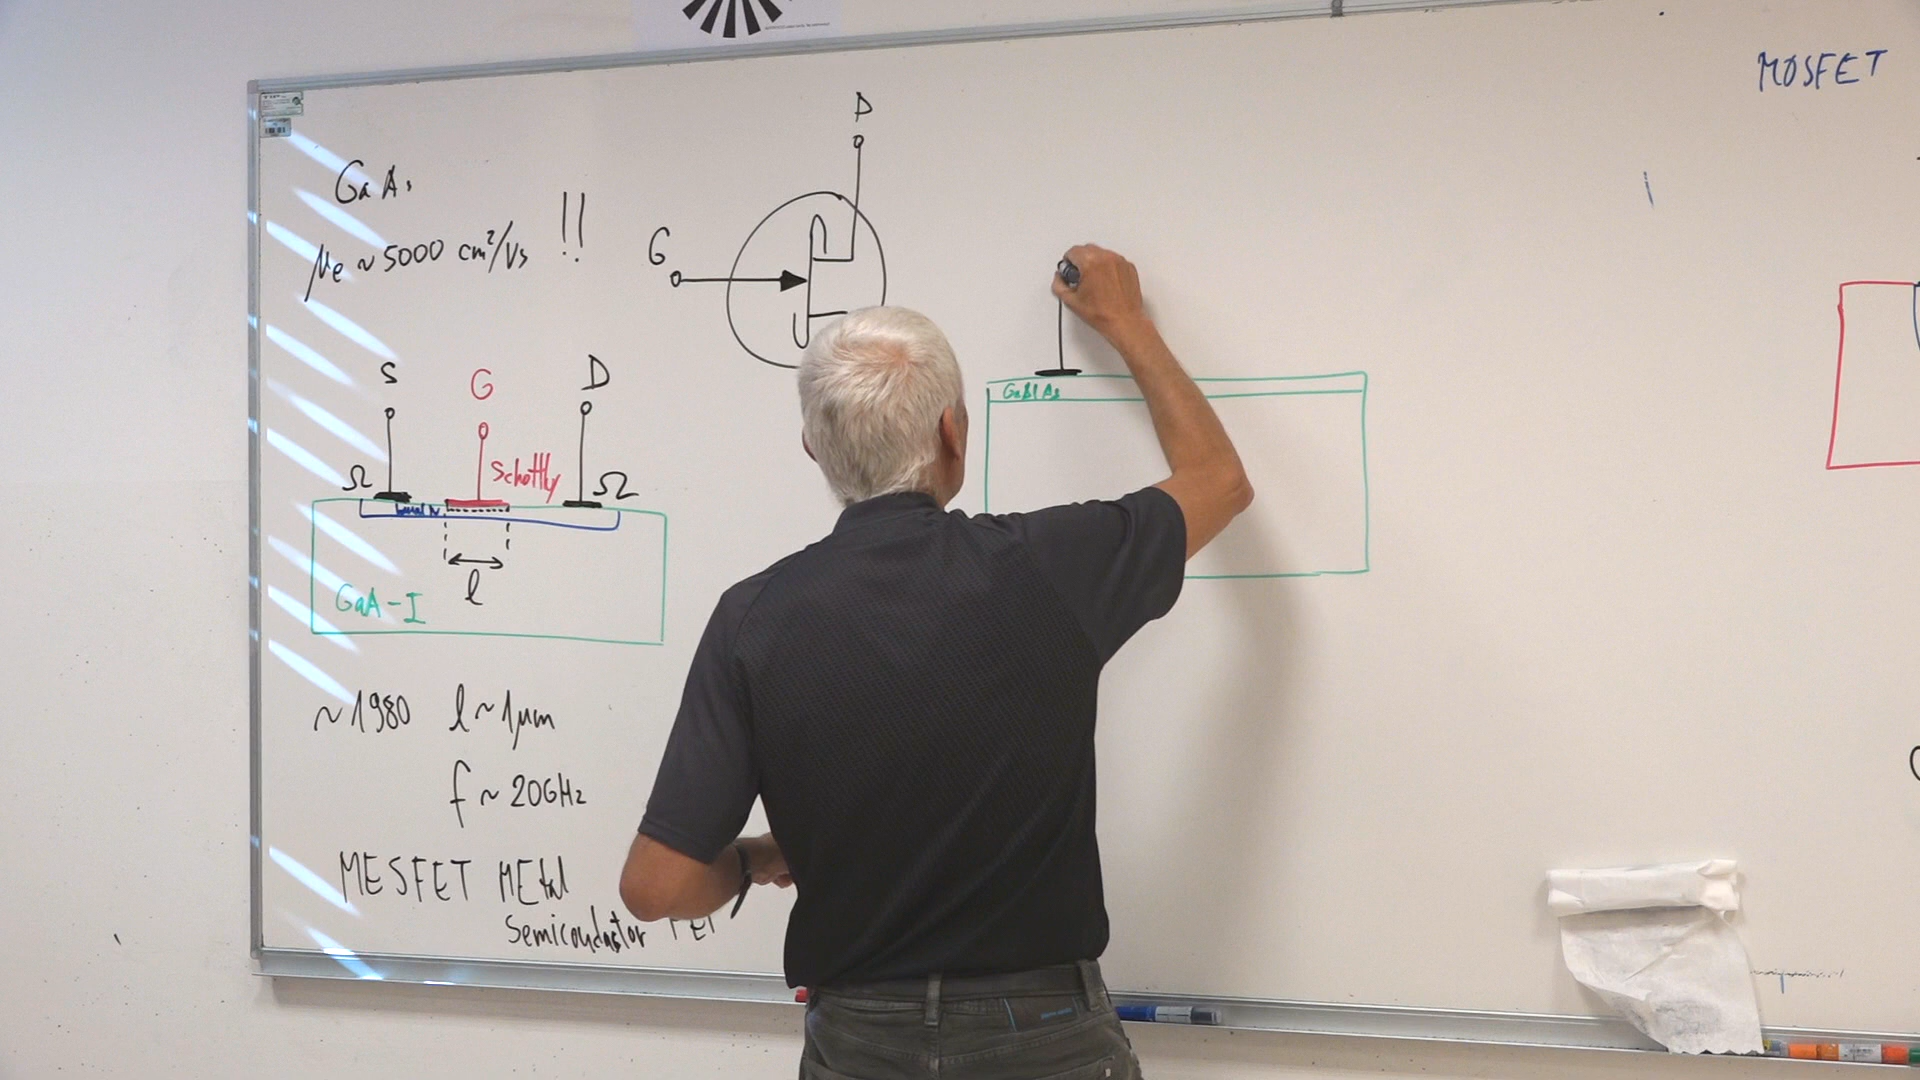 MOSFET
D
GaAs
μe ~ 5000 cm²/Vs !!
G
S G D
GaAlAs
Ω Schottky Ω
l
GaA-I
~1980 l ~ 1μm
f ~ 20GHz
MESFET MEtal
Semiconductor FET